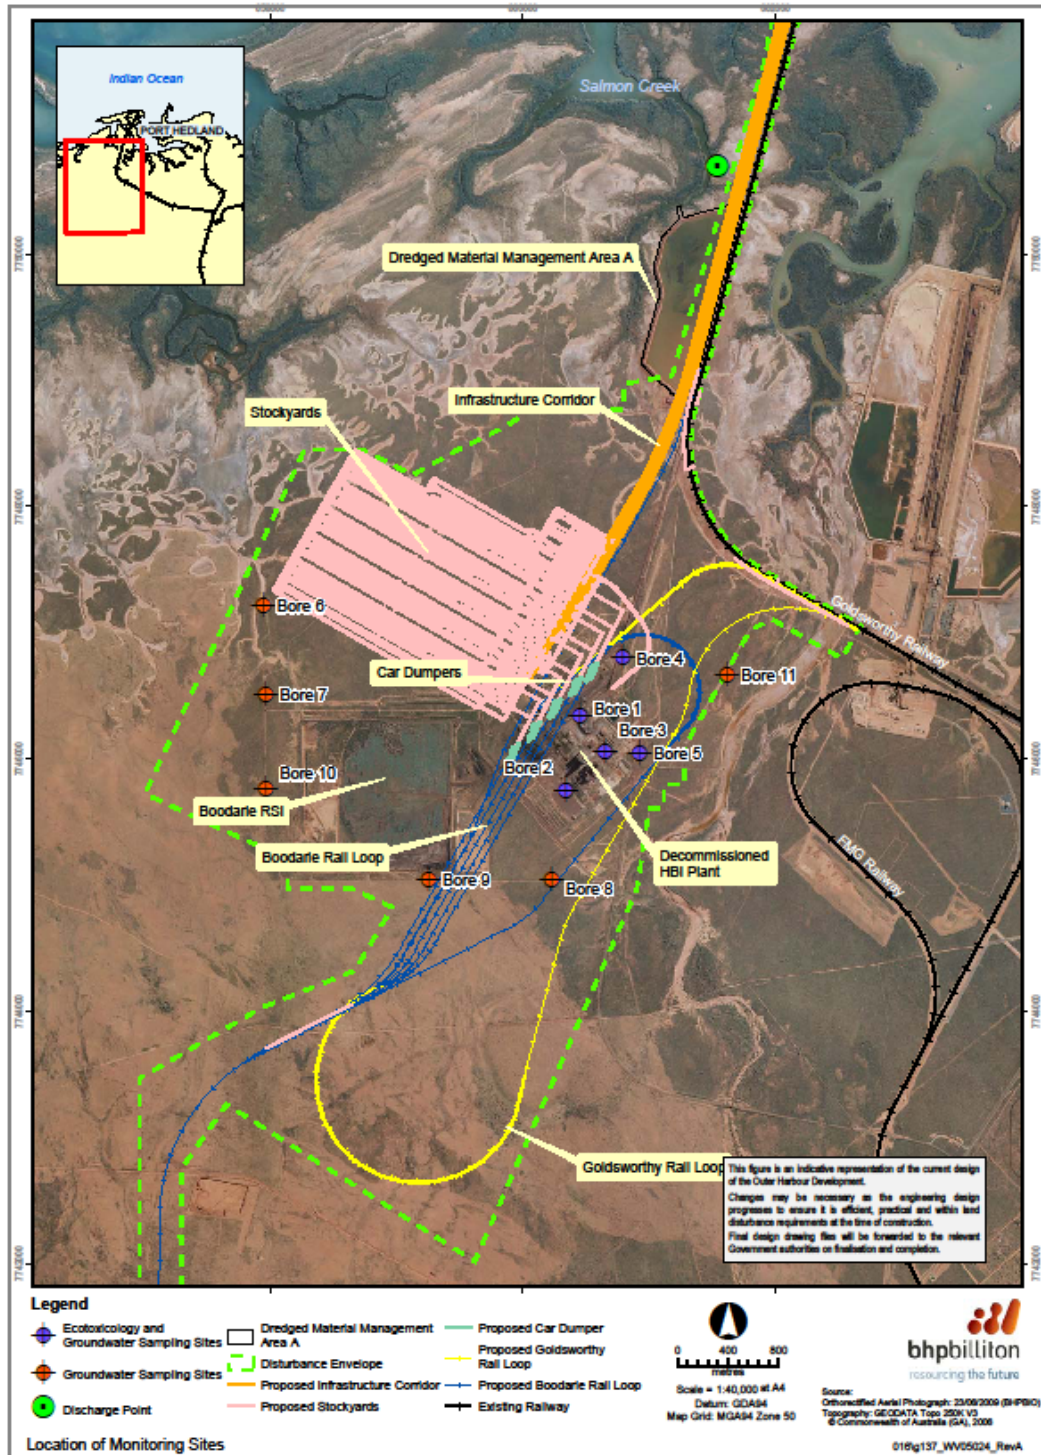 Indian Ocean
PORT HEDLAND
Salmon Creek
Dredged Material Management Area A
Infrastructure Corridor
Stockyards
Goldsworthy Railway
Bore 6
Bore 4
Car Dumpers
Bore 11
Bore 7
Bore 1
Bore 3
Bore 5
Bore 2
Bore 10
Boodarie RSI
Boodarie Rail Loop
Decommissioned
HBI Plant
FMG Railway
Bore 9
Bore 8
Goldsworthy Rail Loop
This figure is an indicative representation of the current design
of the Outer Harbour Development.
Changes may be necessary as the engineering design
progresses to ensure it is efficient, practical and within land
disturbance requirements at the time of construction.
Final design drawing files will be forwarded to the relevant
Government authorities on finalisation and completion.
7748000
7746000
7744000
Legend
Ecotoxicology and
Groundwater Sampling Sites
Groundwater Sampling Sites
Discharge Point
Dredged Material Management
Area A
Disturbance Envelope
Proposed Infrastructure Corridor
Proposed Stockyards
Proposed Car Dumper
Proposed Goldsworthy
Rail Loop
Proposed Boodarie Rail Loop
Existing Railway
0 400 800
metres
Scale = 1:40,000 at A4
Datum: GDA94
Map Grid: MGA94 Zone 50
bhpbilliton
resourcing the future
Source:
Orthorectified Aerial Photograph: 23/06/2009 (BHPBIO)
Topography: GEODATA Topo 250K V3
© Commonwealth of Australia (GA), 2006
Location of Monitoring Sites